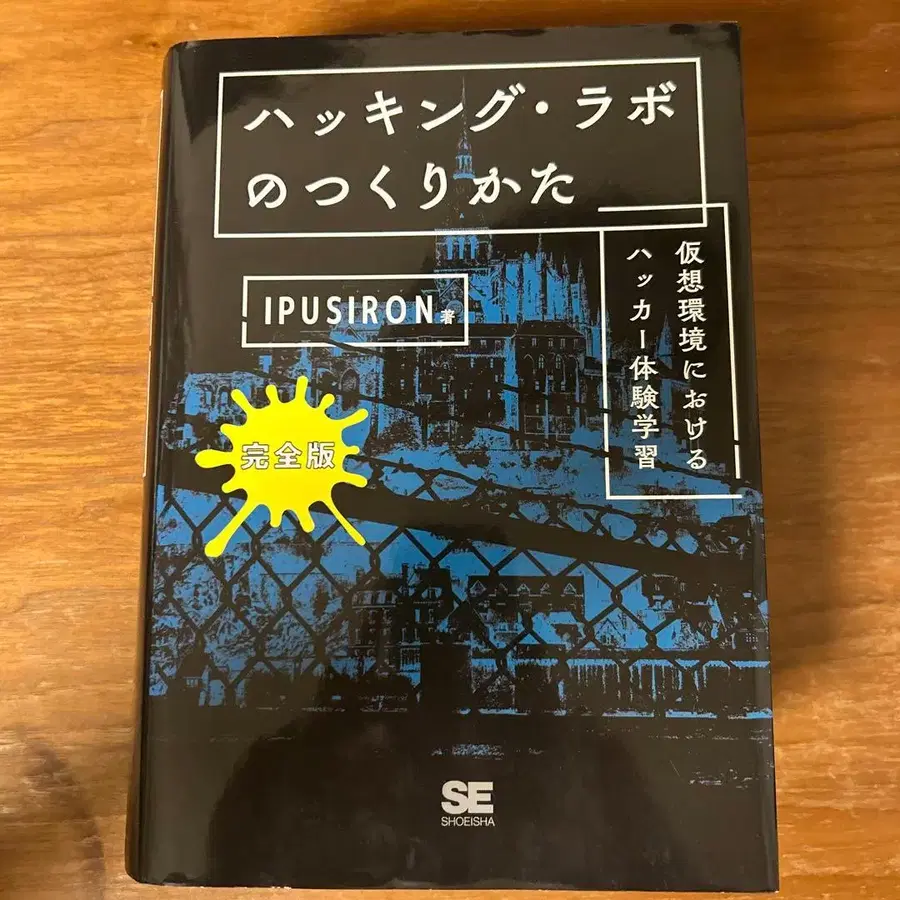 ハッキング・ラボ
のつくりかた
仮想環境における
ハッカー体験学習
IPUSIRON著
完全版
SE
SHOEISHA